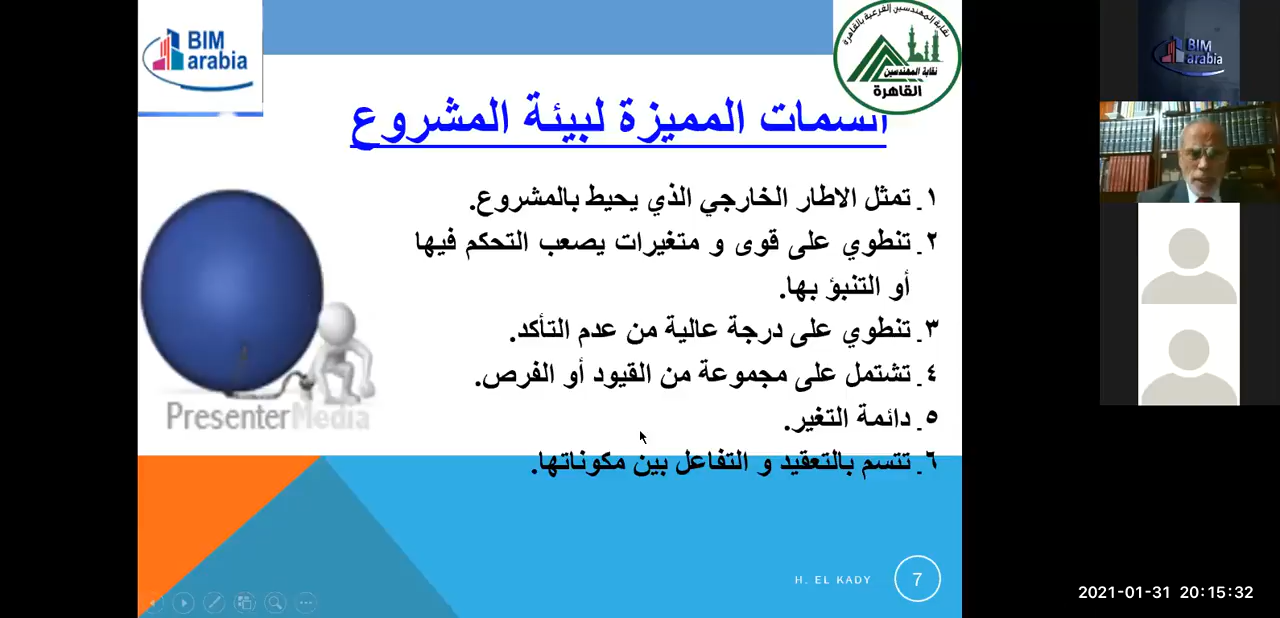 BIM
arabia
نقابة المهندسين الفرعية بالقاهرة
نقابة المهندسين
القاهرة
السمات المميزة لبيئة المشروع
١. تمثل الاطار الخارجي الذي يحيط بالمشروع.
٢. تنطوي على قوى و متغيرات يصعب التحكم فيها
أو التنبؤ بها.
٣. تنطوي على درجة عالية من عدم التأكد.
٤. تشتمل على مجموعة من القيود أو الفرص.
٥. دائمة التغير.
٦. تتسم بالتعقيد و التفاعل بين مكوناتها.
PresenterMedia
H. EL KADY
7
BIM
arabia
2021-01-31 20:15:32